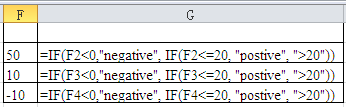 F G
50 =IF(F2<0,"negative", IF(F2<=20, "postive", ">20"))
10 =IF(F3<0,"negative", IF(F3<=20, "postive", ">20"))
-10 =IF(F4<0,"negative", IF(F4<=20, "postive", ">20"))